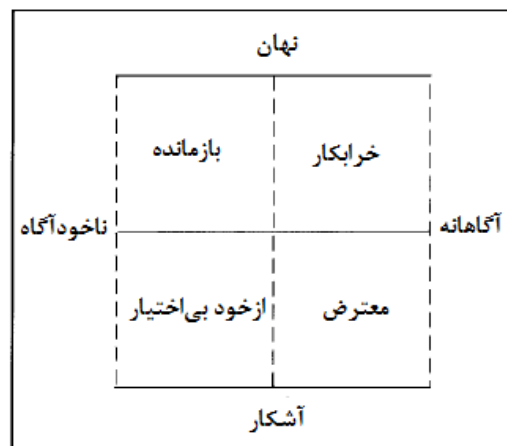 نهان
خرابکار
بازمانده
آگاهانه
ناخودآگاه
معترض
ازخود بی‌اختیار
آشکار